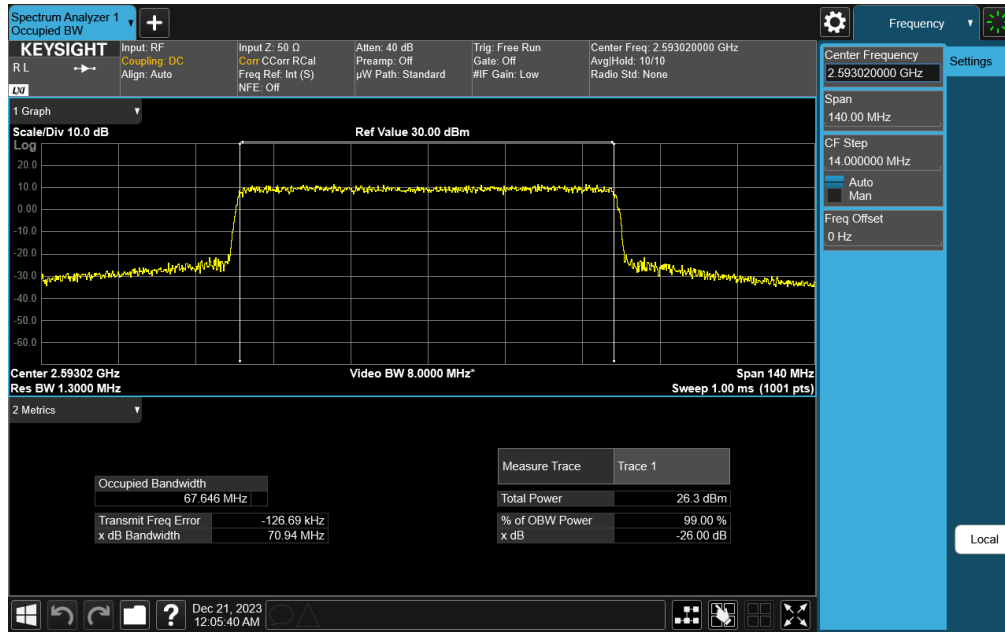 Spectrum Analyzer 1
Occupied BW
Frequency
KEYSIGHT
RL
LXI
Input: RF
Coupling: DC
Align: Auto
Input Z: 50 Ω
Corr CCorr RCal
Freq Ref: Int (S)
NFE: Off
Atten: 40 dB
Preamp: Off
µW Path: Standard
Trig: Free Run
Gate: Off
#IF Gain: Low
Center Freq: 2.593020000 GHz
Avg|Hold: 10/10
Radio Std: None
Center Frequency
2.593020000 GHz
Settings
Span
140.00 MHz
CF Step
14.000000 MHz
Auto
Man
Freq Offset
0 Hz
Local
1 Graph
Scale/Div 10.0 dB
Ref Value 30.00 dBm
Log
20.0
10.0
0.00
-10.0
-20.0
-30.0
-40.0
-50.0
-60.0
Center 2.59302 GHz
Video BW 8.0000 MHz*
Span 140 MHz
Res BW 1.3000 MHz
Sweep 1.00 ms (1001 pts)
2 Metrics
Occupied Bandwidth
67.646 MHz
Transmit Freq Error -126.69 kHz
x dB Bandwidth 70.94 MHz
Measure Trace Trace 1
Total Power 26.3 dBm
% of OBW Power 99.00 %
x dB -26.00 dB
?
Dec 21, 2023
12:05:40 AM